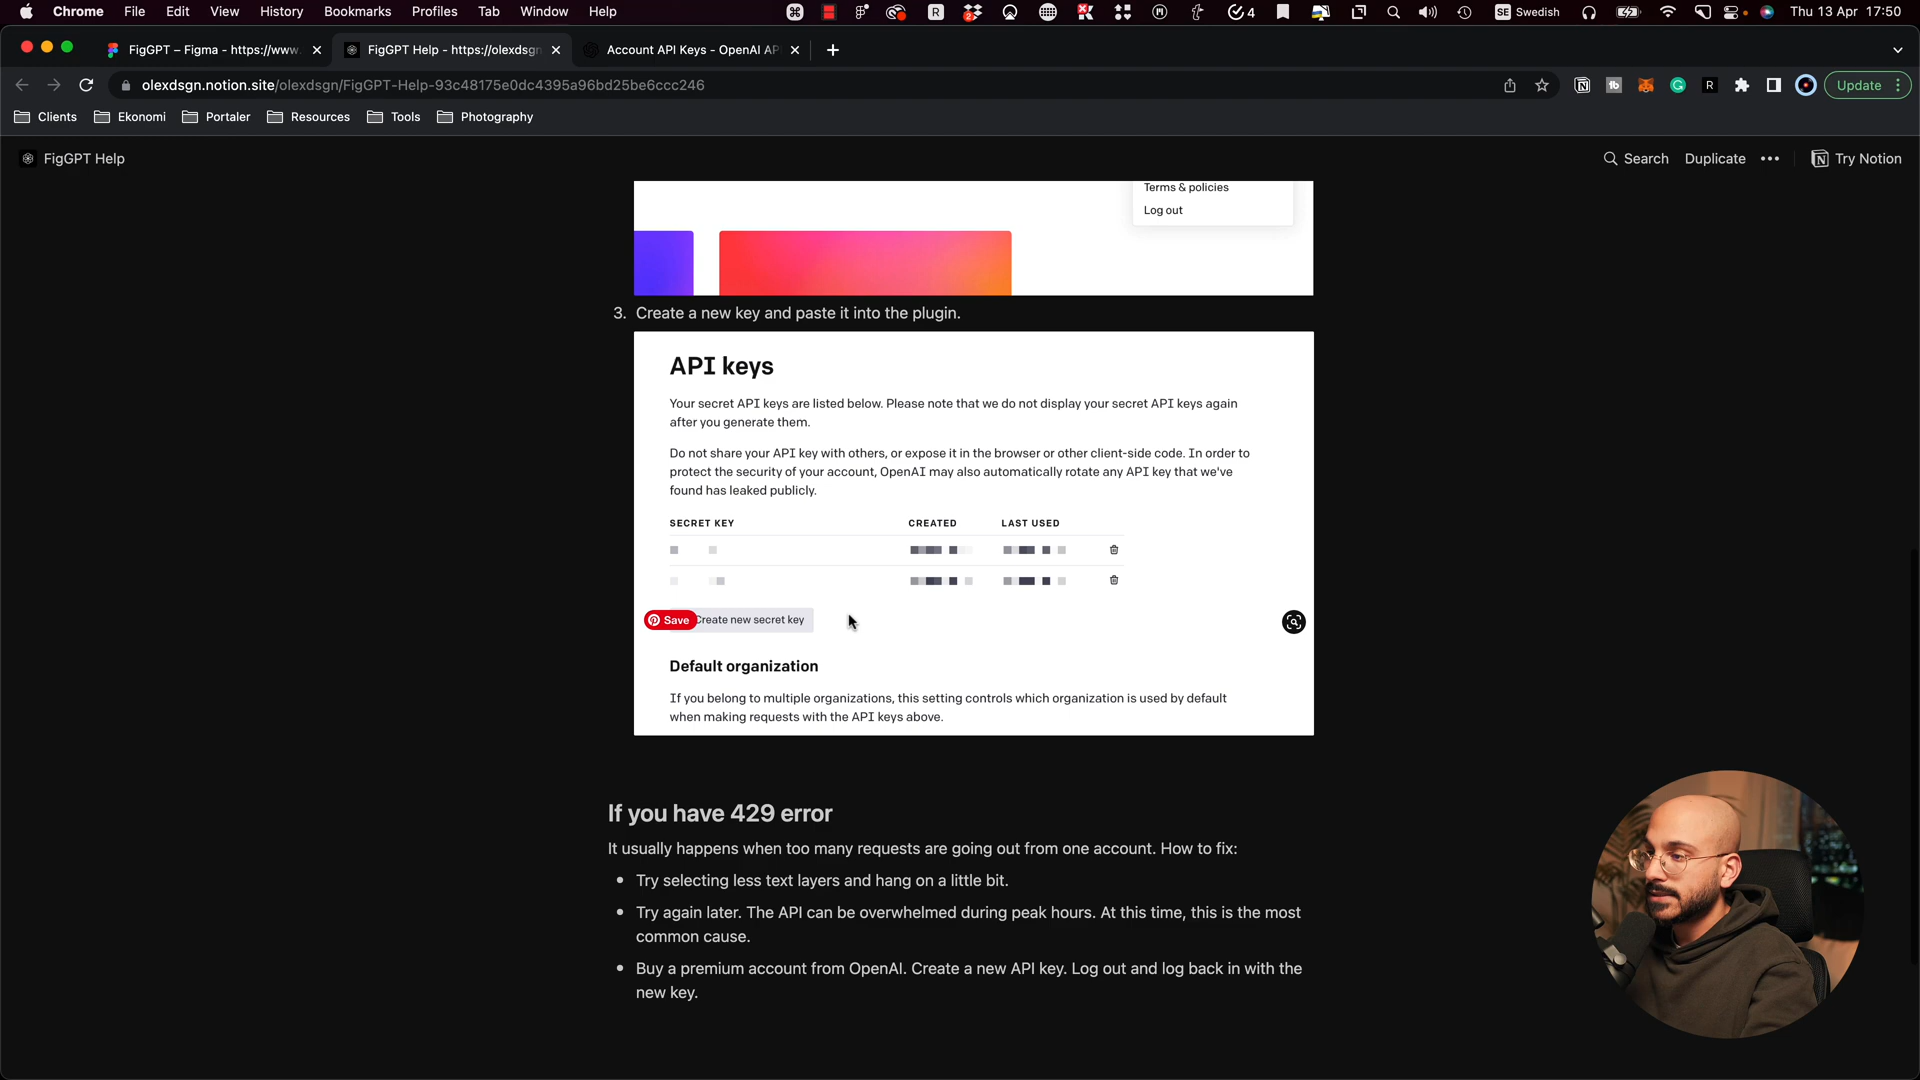 Chrome File Edit View History Bookmarks Profiles Tab Window Help
2 R 4 SE Swedish Thu 13 Apr 17:50
FigGPT – Figma - https://www.
FigGPT Help - https://olexdsgn
Account API Keys - OpenAI AP
olexdsgn.notion.site/olexdsgn/FigGPT-Help-93c48175e0dc4395a96bd25be6ccc246
Update
Clients Ekonomi Portaler Resources Tools Photography
FigGPT Help
Search Duplicate ••• Try Notion
Terms & policies
Log out
3. Create a new key and paste it into the plugin.
API keys
Your secret API keys are listed below. Please note that we do not display your secret API keys again
after you generate them.
Do not share your API key with others, or expose it in the browser or other client-side code. In order to
protect the security of your account, OpenAI may also automatically rotate any API key that we've
found has leaked publicly.
SECRET KEY CREATED LAST USED
Save Create new secret key
Default organization
If you belong to multiple organizations, this setting controls which organization is used by default
when making requests with the API keys above.
If you have 429 error
It usually happens when too many requests are going out from one account. How to fix:
• Try selecting less text layers and hang on a little bit.
• Try again later. The API can be overwhelmed during peak hours. At this time, this is the most
common cause.
• Buy a premium account from OpenAI. Create a new API key. Log out and log back in with the
new key.